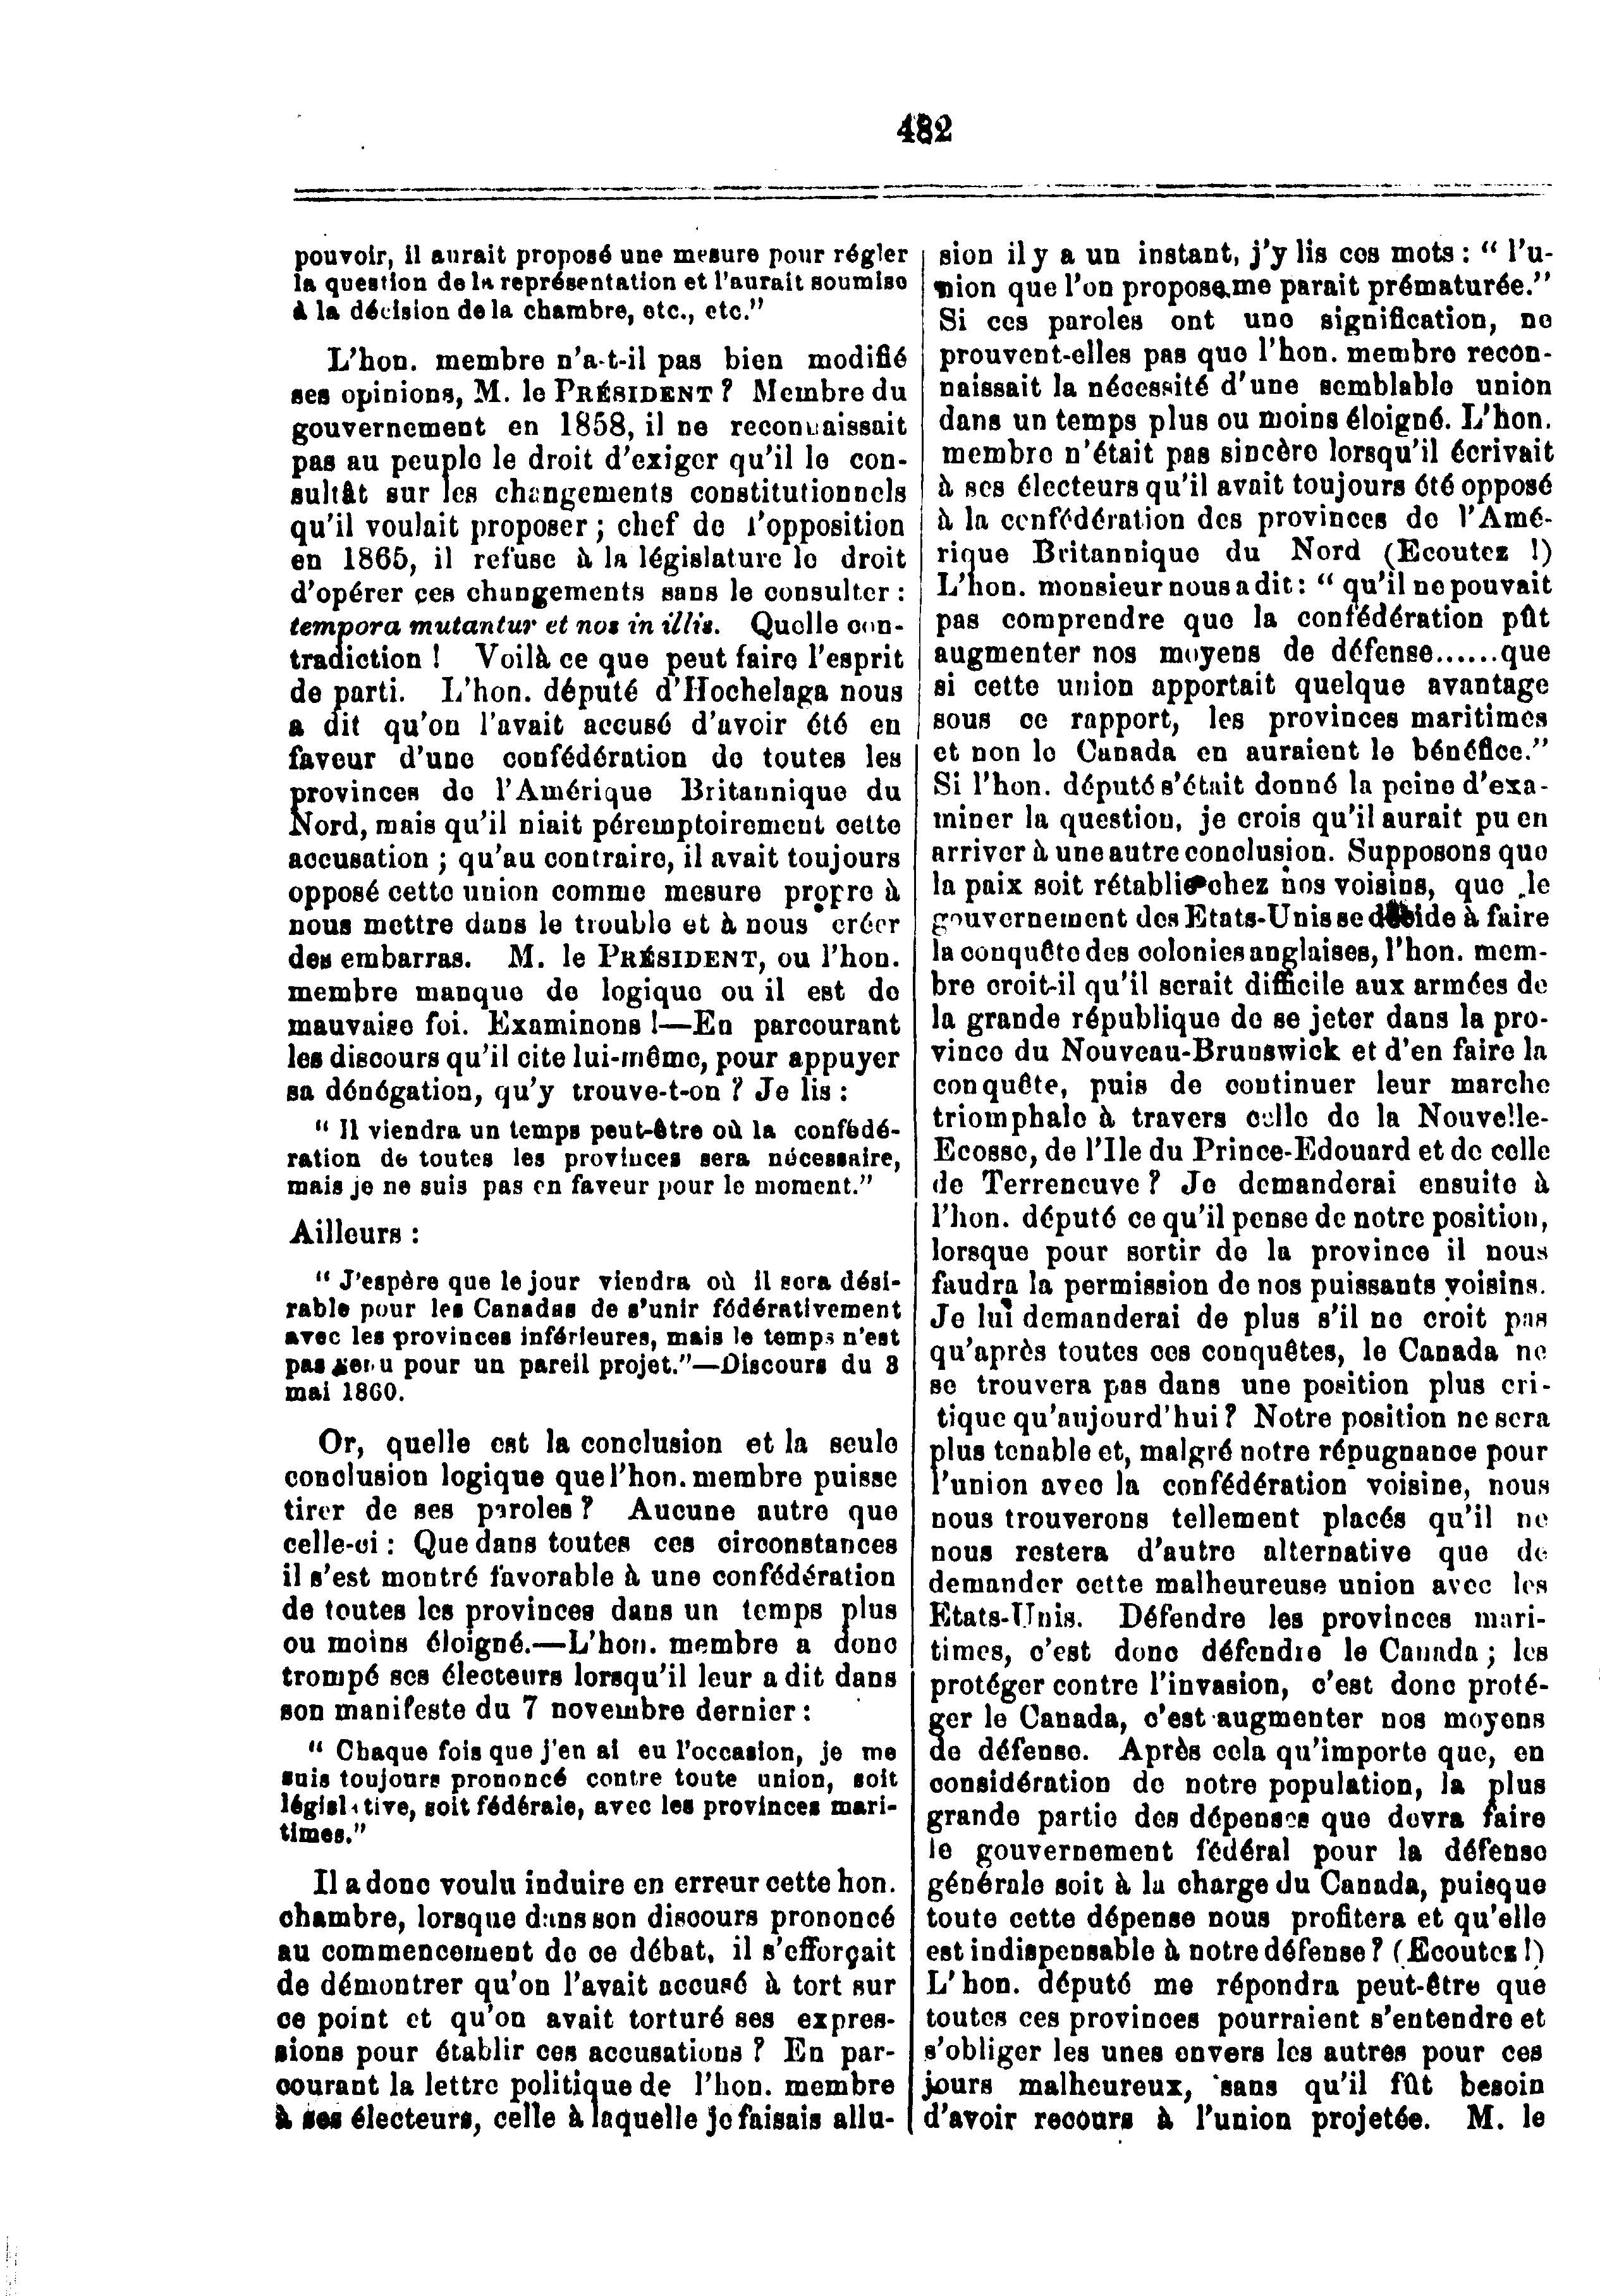 482
pouvoir, il aurait proposé une mesure pour régler
la question de la représentation et l'aurait soumise
à la décision de la chambre, etc., etc."
L'hon. membre n'a-t-il pas bien modifié
ses opinions, M. le PRÉSIDENT ? Membre du
gouvernement en 1858, il ne reconnaissait
pas au peuple le droit d'exiger qu'il le con-
sultât sur les changements constitutionnels
qu'il voulait proposer ; chef de l'opposition
en 1865, il refuse à la législature le droit
d'opérer ces changements sans le consulter :
tempora mutantur et nos in illis. Quelle con-
tradiction ! Voilà ce que peut faire l'esprit
de parti. L'hon. député d'Hochelaga nous
a dit qu'on l'avait accusé d'avoir été en
faveur d'une confédération de toutes les
provinces de l'Amérique Britannique du
Nord, mais qu'il niait péremptoirement cette
accusation ; qu'au contraire, il avait toujours
opposé cette union comme mesure propre à
nous mettre dans le trouble et à nous créer
des embarras. M. le PRÉSIDENT, ou l'hon.
membre manque de logique ou il est de
mauvaise foi. Examinons !—En parcourant
les discours qu'il cite lui-même, pour appuyer
sa dénégation, qu'y trouve-t-on ? Je lis :
" Il viendra un temps peut-être où la confédé-
ration de toutes les provinces sera nécessaire,
mais je ne suis pas en faveur pour le moment."
Ailleurs :
" J'espère que le jour viendra où il sera dési-
rable pour les Canadas de s'unir fédérativement
avec les provinces inférieures, mais le temps n'est
pas venu pour un pareil projet."—Discours du 3
mai 1860.
Or, quelle est la conclusion et la seule
conclusion logique que l'hon. membre puisse
tirer de ses paroles ? Aucune autre que
celle-ci : Que dans toutes ces circonstances
il s'est montré favorable à une confédération
de toutes les provinces dans un temps plus
ou moins éloigné.—L'hon. membre a donc
trompé ses électeurs lorsqu'il leur a dit dans
son manifeste du 7 novembre dernier :
" Chaque fois que j'en ai eu l'occasion, je me
suis toujours prononcé contre toute union, soit
législative, soit fédérale, avec les provinces mari-
times."
Il a donc voulu induire en erreur cette hon.
chambre, lorsque dans son discours prononcé
au commencement de ce débat, il s'efforçait
de démontrer qu'on l'avait accusé à tort sur
ce point et qu'on avait torturé ses expres-
sions pour établir ces accusations ? En par-
courant la lettre politique de l'hon. membre
à ses électeurs, celle à laquelle je faisais allu-
sion il y a un instant, j'y lis ces mots : " l'u-
nion que l'on propose me parait prématurée."
Si ces paroles ont une signification, ne
prouvent-elles pas que l'hon. membre recon-
naissait la nécessité d'une semblable union
dans un temps plus ou moins éloigné. L'hon.
membre n'était pas sincère lorsqu'il écrivait
à ses électeurs qu'il avait toujours été opposé
à la confédération des provinces de l'Amé-
rique Britannique du Nord (Ecoutez !)
L'hon. monsieur nous a dit : " qu'il ne pouvait
pas comprendre que la confédération pût
augmenter nos moyens de défense......que
si cette union apportait quelque avantage
sous ce rapport, les provinces maritimes
et non le Canada en auraient le bénéfice."
Si l'hon. député s'était donné la peine d'exa-
miner la question, je crois qu'il aurait pu en
arriver à une autre conclusion. Supposons que
la paix soit rétablie chez nos voisins, que le
gouvernement des Etats-Unis se décide à faire
la conquête des colonies anglaises, l'hon. mem-
bre croit-il qu'il serait difficile aux armées de
la grande république de se jeter dans la pro-
vince du Nouveau-Brunswick et d'en faire la
conquête, puis de continuer leur marche
triomphale à travers celle de la Nouvelle-
Ecosse, de l'Ile du Prince-Edouard et de celle
de Terreneuve ? Je demanderai ensuite à
l'hon. député ce qu'il pense de notre position,
lorsque pour sortir de la province il nous
faudra la permission de nos puissants voisins.
Je lui demanderai de plus s'il ne croit pas
qu'après toutes ces conquêtes, le Canada ne
se trouvera pas dans une position plus cri-
tique qu'aujourd'hui ? Notre position ne sera
plus tenable et, malgré notre répugnance pour
l'union avec la confédération voisine, nous
nous trouverons tellement placés qu'il ne
nous restera d'autre alternative que de
demander cette malheureuse union avec les
Etats-Unis. Défendre les provinces mari-
times, c'est donc défendre le Canada ; les
protéger contre l'invasion, c'est donc proté-
ger le Canada, c'est augmenter nos moyens
de défense. Après cela qu'importe que, en
considération de notre population, la plus
grande partie des dépenses que devra faire
le gouvernement fédéral pour la défense
générale soit à la charge du Canada, puisque
toute cette dépense nous profitera et qu'elle
est indispensable à notre défense ? (Ecoutez !)
L'hon. député me répondra peut-être que
toutes ces provinces pourraient s'entendre et
s'obliger les unes envers les autres pour ces
jours malheureux, sans qu'il fût besoin
d'avoir recours à l'union projetée. M. le